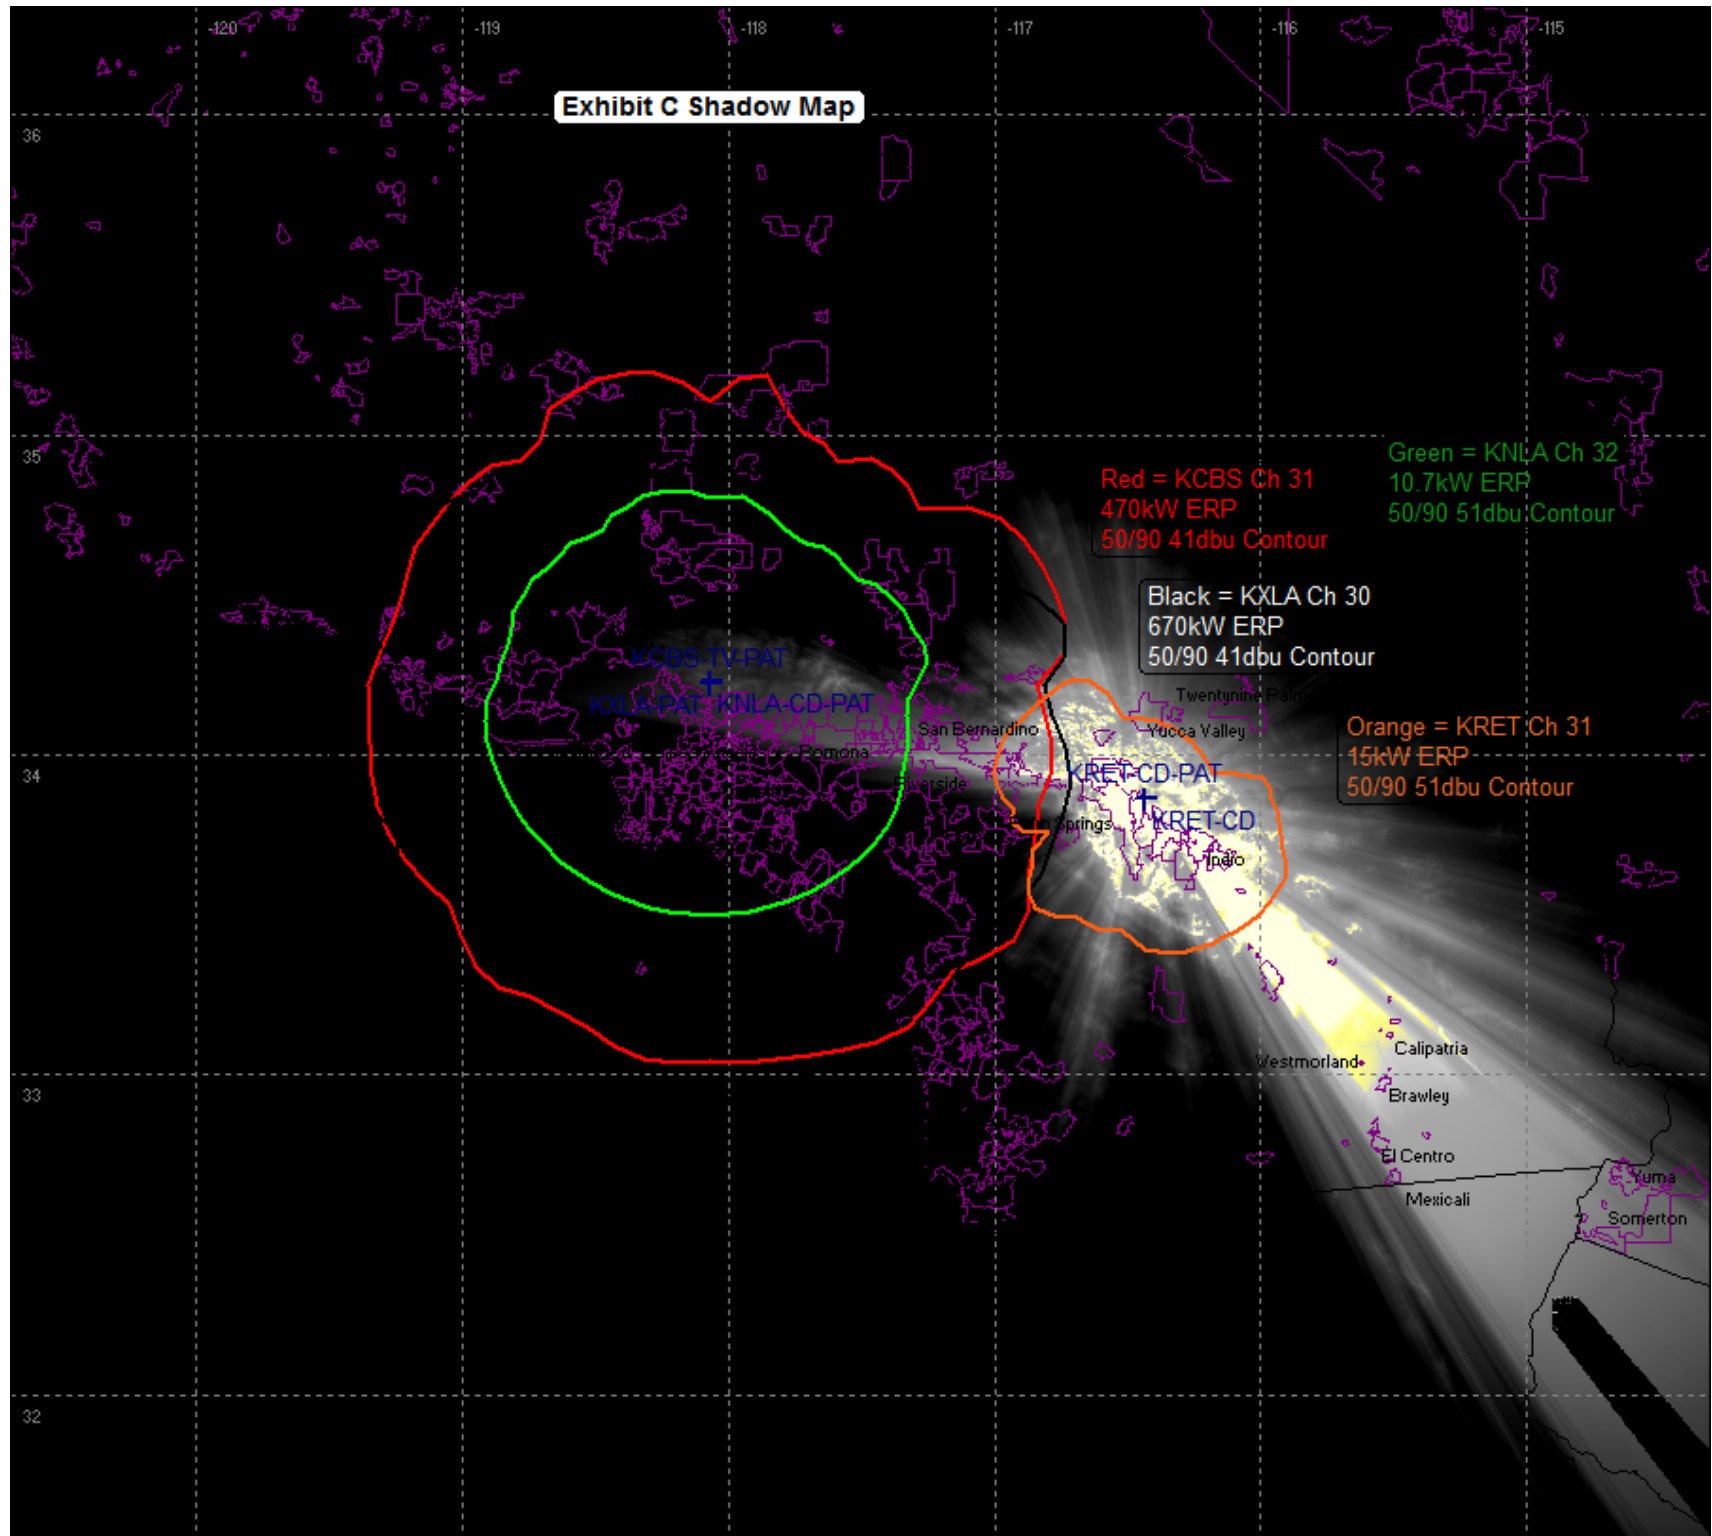 -120 -119 -118 -117 -116 -115
Exhibit C Shadow Map
36
35
Green = KNLA Ch 32
10.7kW ERP
50/90 51dbu Contour
Red = KCBS Ch 31
470kW ERP
50/90 41dbu Contour
Black = KXLA Ch 30
670kW ERP
50/90 41dbu Contour
KCBS-TV-PAT
KXLA-PAT KNLA-CD-PAT
Twentynine Palm
San Bernardino
Yucca Valley
Orange = KRET Ch 31
15kW ERP
50/90 51dbu Contour
Pomona
34
KRET-CD-PAT
Riverside
KRET-CD
Springs
Indio
Calipatria
Westmorland
33
Brawley
El Centro
Yuma
Mexicali
Somerton
32